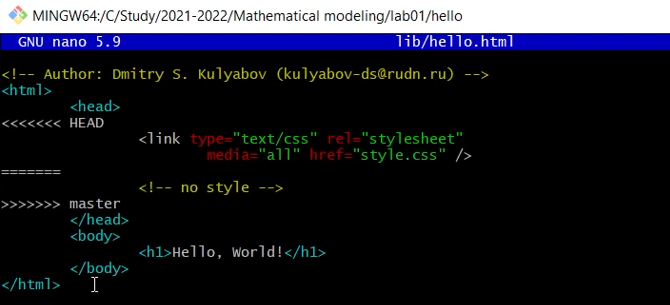 MINGW64:/C/Study/2021-2022/Mathematical modeling/lab01/hello
GNU nano 5.9 lib/hello.html
<!-- Author: Dmitry S. Kulyabov (kulyabov-ds@rudn.ru) -->
<html>
<head>
<<<<<<< HEAD
<link type="text/css" rel="stylesheet"
media="all" href="style.css" />
=======
<!-- no style -->
>>>>>>> master
</head>
<body>
<h1>Hello, World!</h1>
</body>
</html>